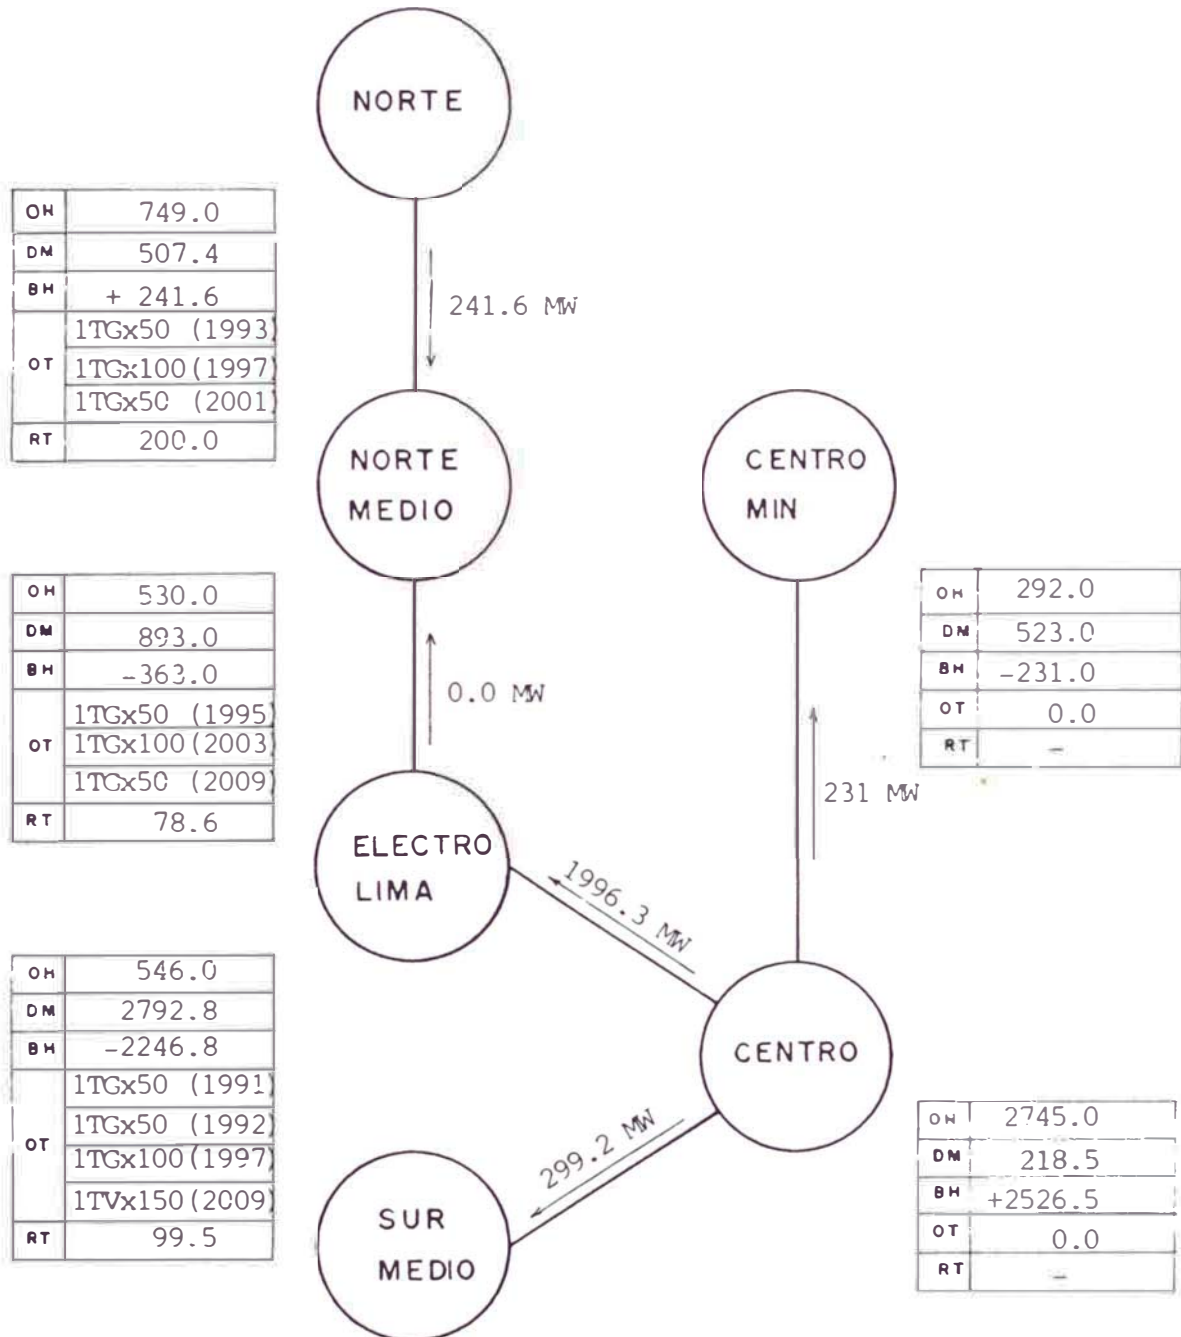 NORTE
OH 749.0
DM 507.4
BH + 241.6
OT 1TGx50 (1993)
1TGx100(1997)
1TGx50 (2001)
RT 200.0
241.6 MW
NORTE
MEDIO
CENTRO
MIN
OH 530.0
DM 893.0
BH -363.0
OT 1TGx50 (1995)
1TGx100(2003)
1TGx50 (2009)
RT 78.6
0.0 MW
OH 292.0
DM 523.0
BH -231.0
OT 0.0
RT -
231 MW
ELECTRO
LIMA
1996.3 MW
OH 546.0
DM 2792.8
BH -2246.8
OT 1TGx50 (1991)
1TGx50 (1992)
1TGx100(1997)
1TVx150(2009)
RT 99.5
CENTRO
299.2 MW
SUR
MEDIO
OH 2745.0
DM 218.5
BH +2526.5
OT 0.0
RT -